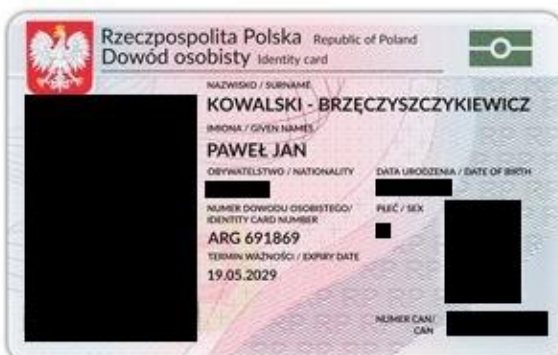 Rzeczpospolita Polska Republic of Poland
Dowód osobisty Identity card
NAZWISKO / SURNAME
KOWALSKI - BRZĘCZYSZCZYKIEWICZ
IMIONA / GIVEN NAMES
PAWEŁ JAN
OBYWATELSTWO / NATIONALITY DATA URODZENIA / DATE OF BIRTH
NUMER DOWODU OSOBISTEGO/ PŁEĆ / SEX
IDENTITY CARD NUMBER
ARG 691869
TERMIN WAŻNOŚCI / EXPIRY DATE
19.05.2029
NUMER CAN/
CAN